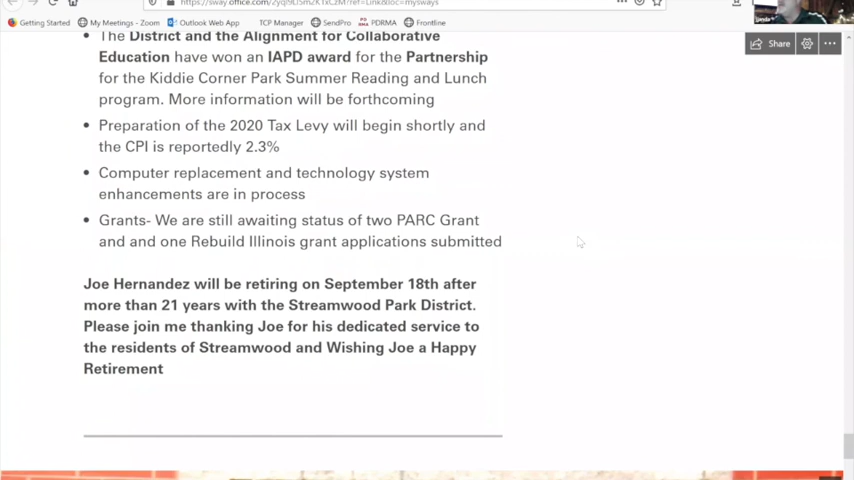 Getting Started My Meetings - Zoom Outlook Web App TCP Manager SendPro PDRMA Frontline
Share
The District and the Alignment for Collaborative
Education have won an IAPD award for the Partnership
for the Kiddie Corner Park Summer Reading and Lunch
program. More information will be forthcoming
Preparation of the 2020 Tax Levy will begin shortly and
the CPI is reportedly 2.3%
Computer replacement and technology system
enhancements are in process
Grants- We are still awaiting status of two PARC Grant
and and one Rebuild Illinois grant applications submitted
Joe Hernandez will be retiring on September 18th after
more than 21 years with the Streamwood Park District.
Please join me thanking Joe for his dedicated service to
the residents of Streamwood and Wishing Joe a Happy
Retirement